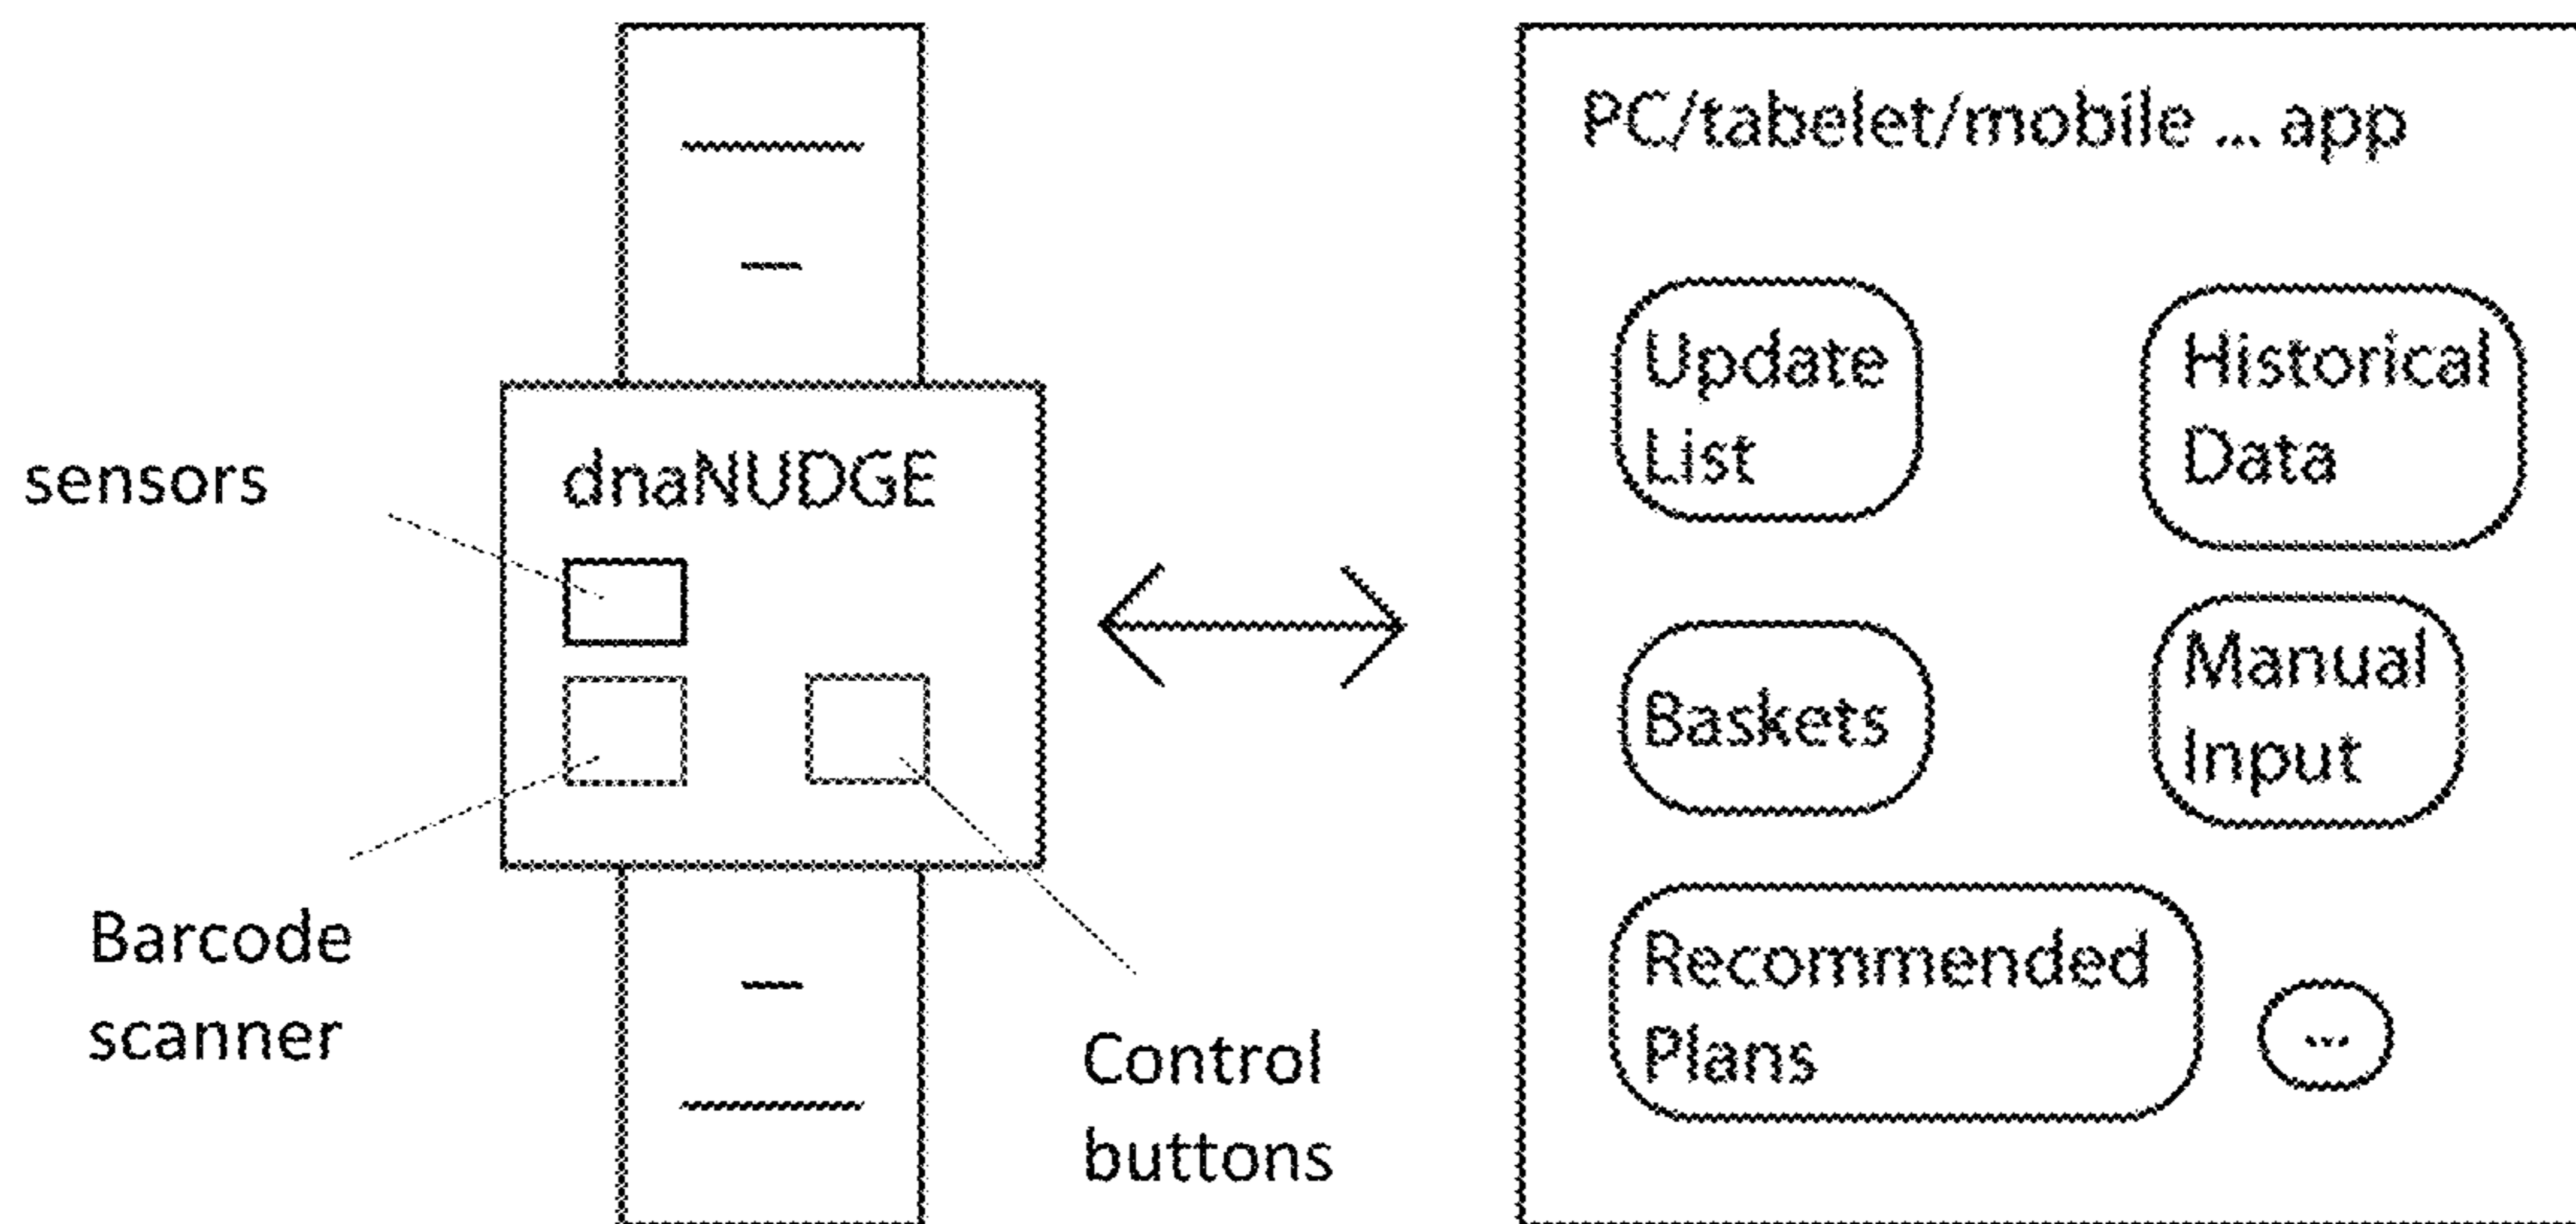 sensors
dnaNUDGE
Barcode
scanner
Control
buttons
PC/tabelet/mobile ... app
Update
List
Historical
Data
Baskets
Manual
Input
Recommended
Plans
...